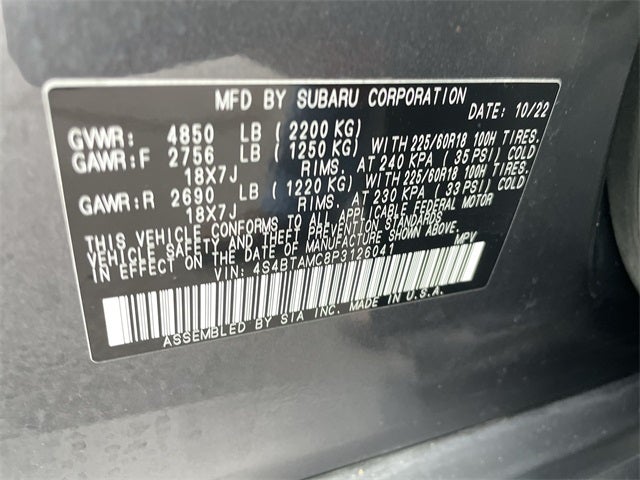 MFD BY SUBARU CORPORATION DATE: 10/22
GVWR: 4850 LB (2200 KG)
GAWR:F 2756 LB (1250 KG) WITH 225/60R18 100H TIRES.
18X7J RIMS. AT 240 KPA (35 PSI) COLD
GAWR:R 2690 LB (1220 KG) WITH 225/60R18 100H TIRES.
18X7J RIMS. AT 230 KPA (33 PSI) COLD
THIS VEHICLE CONFORMS TO ALL APPLICABLE FEDERAL MOTOR
VEHICLE SAFETY AND THEFT PREVENTION STANDARDS
IN EFFECT ON THE DATE OF MANUFACTURE SHOWN ABOVE.
VIN: 4S4BTAMC8P3126041 MPV
ASSEMBLED BY SIA INC. MADE IN U.S.A.